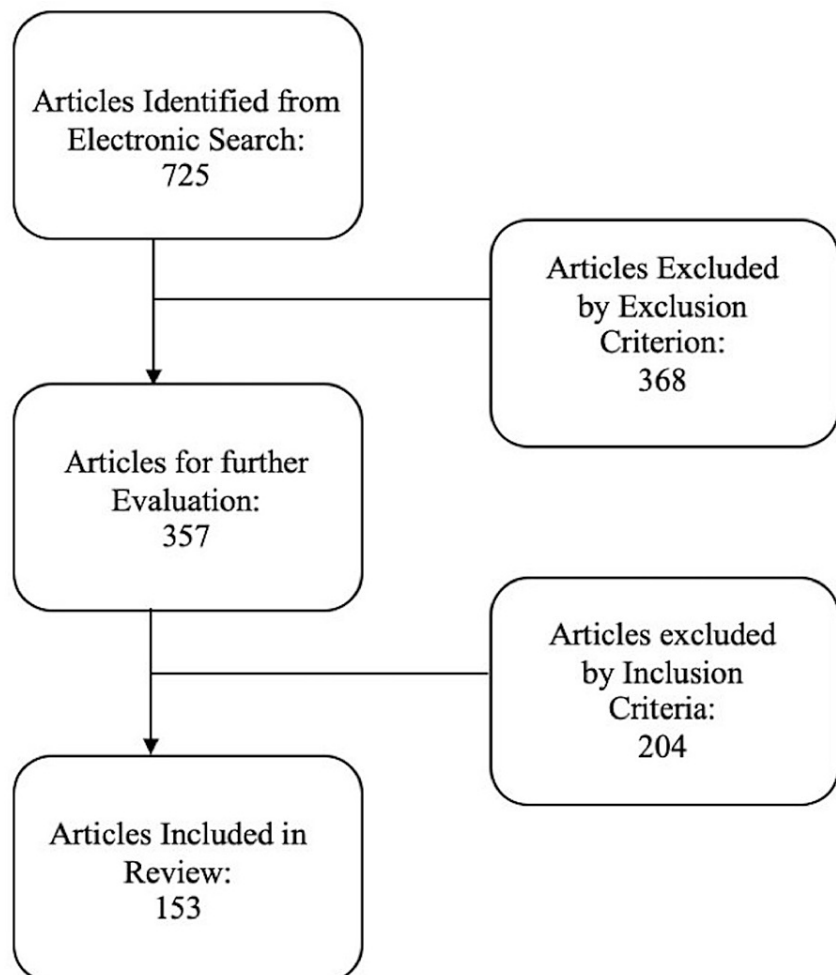 Articles Identified from
Electronic Search:
725
Articles Excluded
by Exclusion
Criterion:
368
Articles for further
Evaluation:
357
Articles excluded
by Inclusion
Criteria:
204
Articles Included in
Review:
153